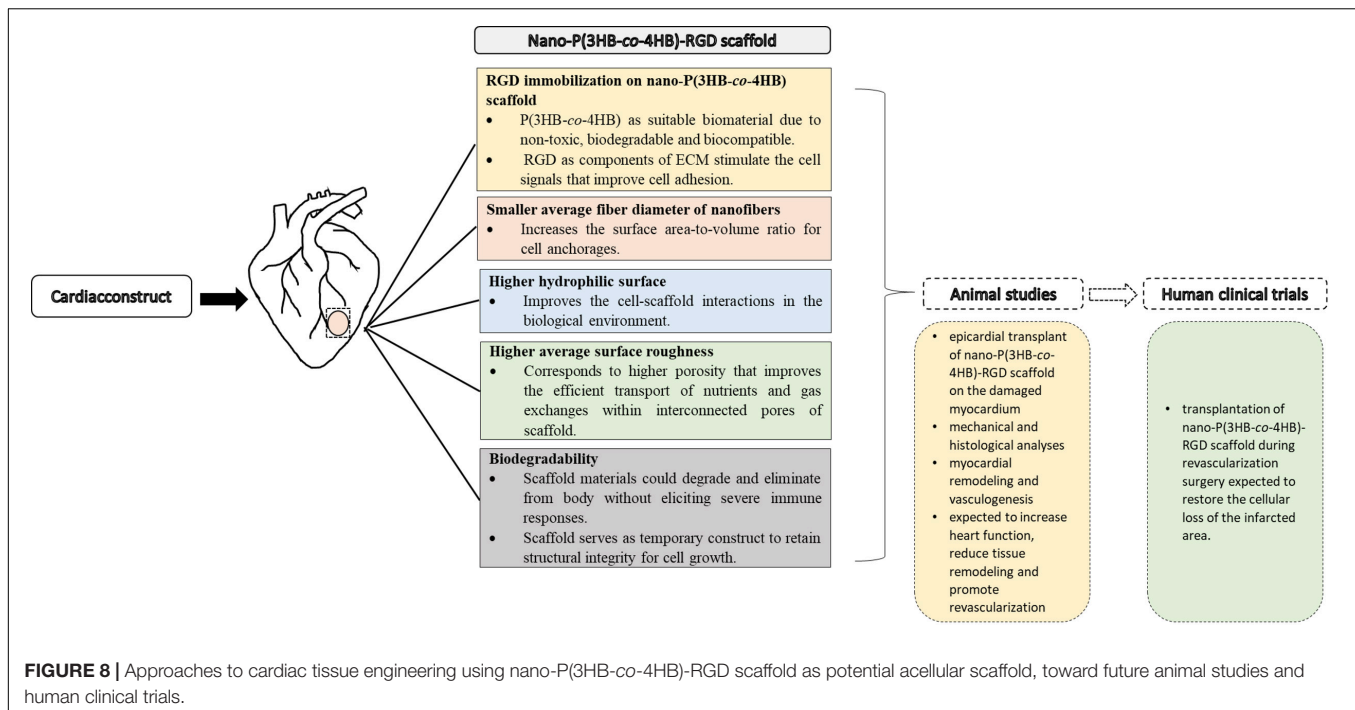 Nano-P(3HB-co-4HB)-RGD scaffold
RGD immobilization on nano-P(3HB-co-4HB)
scaffold
• P(3HB-co-4HB) as suitable biomaterial due to
non-toxic, biodegradable and biocompatible.
• RGD as components of ECM stimulate the cell
signals that improve cell adhesion.
Smaller average fiber diameter of nanofibers
• Increases the surface area-to-volume ratio for
cell anchorages.
Higher hydrophilic surface
• Improves the cell-scaffold interactions in the
biological environment.
Higher average surface roughness
• Corresponds to higher porosity that improves
the efficient transport of nutrients and gas
exchanges within interconnected pores of
scaffold.
Biodegradability
• Scaffold materials could degrade and eliminate
from body without eliciting severe immune
responses.
• Scaffold serves as temporary construct to retain
structural integrity for cell growth.
Cardiacconstruct
Animal studies
• epicardial transplant
of nano-P(3HB-co-
4HB)-RGD scaffold
on the damaged
myocardium
• mechanical and
histological analyses
• myocardial
remodeling and
vasculogenesis
• expected to increase
heart function,
reduce tissue
remodeling and
promote
revascularization
Human clinical trials
• transplantation of
nano-P(3HB-co-4HB)-
RGD scaffold during
revascularization
surgery expected to
restore the cellular
loss of the infarcted
area.
FIGURE 8 | Approaches to cardiac tissue engineering using nano-P(3HB-co-4HB)-RGD scaffold as potential acellular scaffold, toward future animal studies and
human clinical trials.